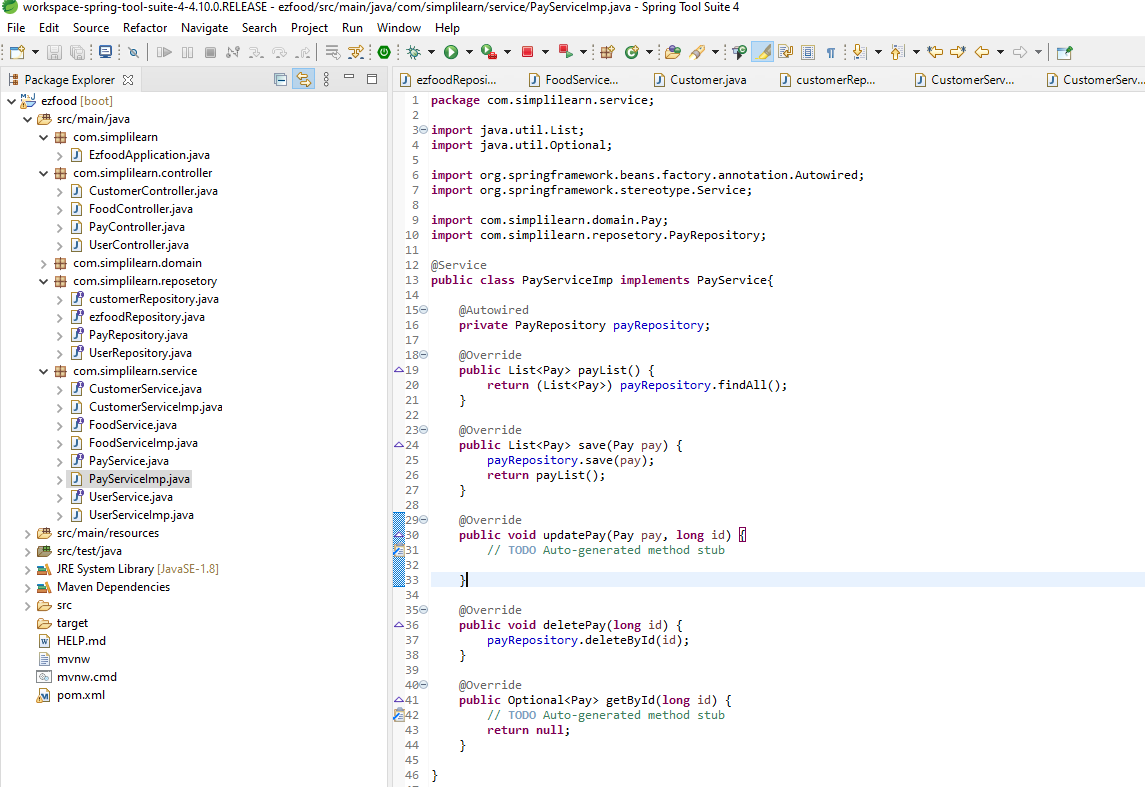 workspace-spring-tool-suite-4-4.10.0.RELEASE - ezfood/src/main/java/com/simplilearn/service/PayServiceImp.java - Spring Tool Suite 4
File Edit Source Refactor Navigate Search Project Run Window Help
Package Explorer
ezfood [boot]
src/main/java
com.simplilearn
EzfoodApplication.java
com.simplilearn.controller
CustomerController.java
FoodController.java
PayController.java
UserController.java
com.simplilearn.domain
com.simplilearn.reposetory
customerRepository.java
ezfoodRepository.java
PayRepository.java
UserRepository.java
com.simplilearn.service
CustomerService.java
CustomerServiceImp.java
FoodService.java
FoodServiceImp.java
PayService.java
PayServiceImp.java
UserService.java
UserServiceImp.java
src/main/resources
src/test/java
JRE System Library [JavaSE-1.8]
Maven Dependencies
src
target
HELP.md
mvnw
mvnw.cmd
pom.xml
ezfoodReposi... FoodService... Customer.java customerRep... CustomerServ... CustomerServ...
1 package com.simplilearn.service;
2
3 import java.util.List;
4 import java.util.Optional;
5
6 import org.springframework.beans.factory.annotation.Autowired;
7 import org.springframework.stereotype.Service;
8
9 import com.simplilearn.domain.Pay;
10 import com.simplilearn.reposetory.PayRepository;
11
12 @Service
13 public class PayServiceImp implements PayService{
14
15 @Autowired
16 private PayRepository payRepository;
17
18 @Override
19 public List<Pay> payList() {
20 return (List<Pay>) payRepository.findAll();
21 }
22
23 @Override
24 public List<Pay> save(Pay pay) {
25 payRepository.save(pay);
26 return payList();
27 }
28
29 @Override
30 public void updatePay(Pay pay, long id) {
31 // TODO Auto-generated method stub
32
33 }
34
35 @Override
36 public void deletePay(long id) {
37 payRepository.deleteById(id);
38 }
39
40 @Override
41 public Optional<Pay> getById(long id) {
42 // TODO Auto-generated method stub
43 return null;
44 }
45
46 }